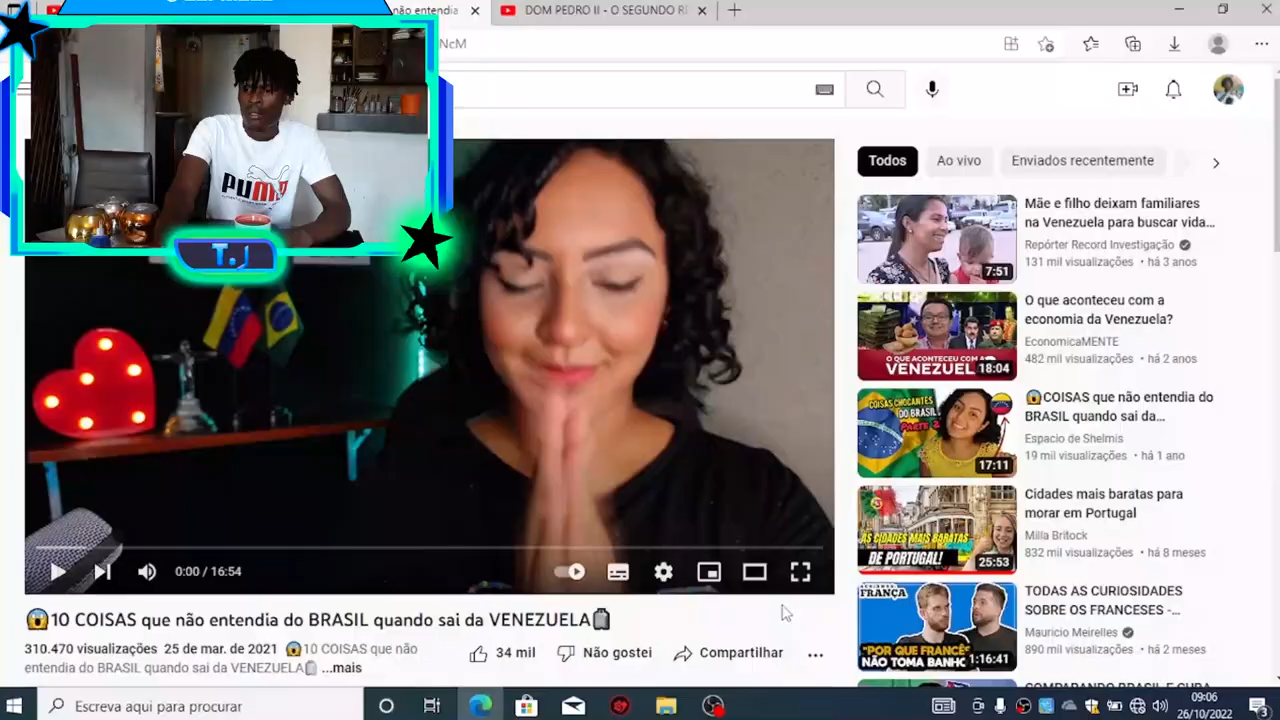 não entendia
DOM PEDRO II - O SEGUNDO RE
NcM
PUMA
T.J
Todos
Ao vivo
Enviados recentemente
Mãe e filho deixam familiares
na Venezuela para buscar vida...
Repórter Record Investigação
131 mil visualizações • há 3 anos
7:51
O que aconteceu com a
economia da Venezuela?
EconomicaMENTE
482 mil visualizações • há 2 anos
O QUE ACONTECEU COM A
VENEZUEL
18:04
😱COISAS que não entendo do
BRASIL quando sai da...
Espacio de Shelmis
19 mil visualizações • há 1 ano
COISAS CHOCANTES
DO BRASIL
PARTE 2
17:11
Cidades mais baratas para
morar em Portugal
Milla Britock
832 mil visualizações • há 8 meses
AS CIDADES MAIS BARATAS
DE PORTUGAL!
25:53
TODAS AS CURIOSIDADES
SOBRE OS FRANCESES -...
Mauricio Meirelles
890 mil visualizações • há 2 meses
FRANÇA
"POR QUE FRANCÊS
NÃO TOMA BANHO
1:16:41
0:00 / 16:54
😱10 COISAS que não entendia do BRASIL quando sai da VENEZUELA🧳
310.470 visualizações 25 de mar. de 2021 😱10 COISAS que não
entendia do BRASIL quando sai da VENEZUELA🧳 ...mais
34 mil
Não gostei
Compartilhar
Escreva aqui para procurar
09:06
26/10/2022
3